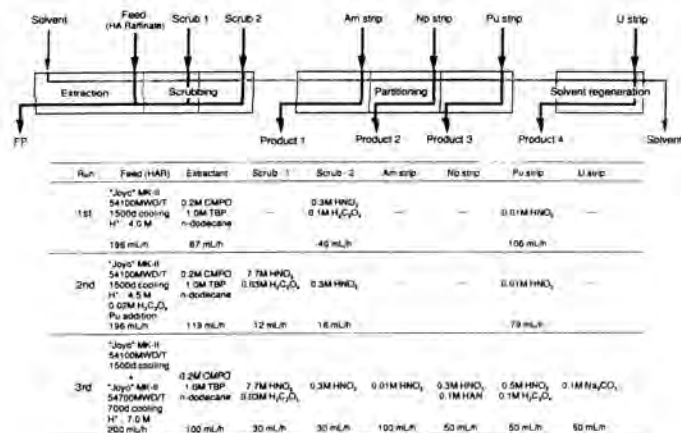 Solvent
Feed
(HA Raffinate)
Scrub 1
Scrub 2
Am strip
Np strip
Pu strip
U strip
Extraction
Scrubbing
Partitioning
Solvent regeneration
FP
Product 1
Product 2
Product 3
Product 4
Solvent
Run Feed (HAR) Extractant Scrub - 1 Scrub - 2 Am strip Np strip Pu strip U strip
1st
"Joyo" MK-II
54100MWD/T
1500d cooling
H⁺ : 4.0 M
196 mL/h
0.2M CMPO
1.0M TBP
n-dodecane
87 mL/h
—
0.3M HNO₃
0.1M H₂C₂O₄
46 mL/h
—
—
0.01M HNO₃
106 mL/h
—
2nd
"Joyo" MK-II
54100MWD/T
1500d cooling
H⁺ : 4.5 M
0.02M H₂C₂O₄
Pu addition
196 mL/h
0.2M CMPO
1.0M TBP
n-dodecane
113 mL/h
7.7M HNO₃
0.03M H₂C₂O₄
12 mL/h
0.3M HNO₃
16 mL/h
—
—
0.01M HNO₃
79 mL/h
—
3rd
"Joyo" MK-II
54100MWD/T
1500d cooling
+
"Joyo" MK-II
54700MWD/T
700d cooling
H⁺ : 7.0 M
200 mL/h
0.2M CMPO
1.0M TBP
n-dodecane
100 mL/h
7.7M HNO₃
0.03M H₂C₂O₄
30 mL/h
0.3M HNO₃
30 mL/h
0.01M HNO₃
100 mL/h
0.3M HNO₃
0.1M HAN
50 mL/h
0.5M HNO₃
0.1M H₂C₂O₄
50 mL/h
0.1M Na₂CO₃
50 mL/h